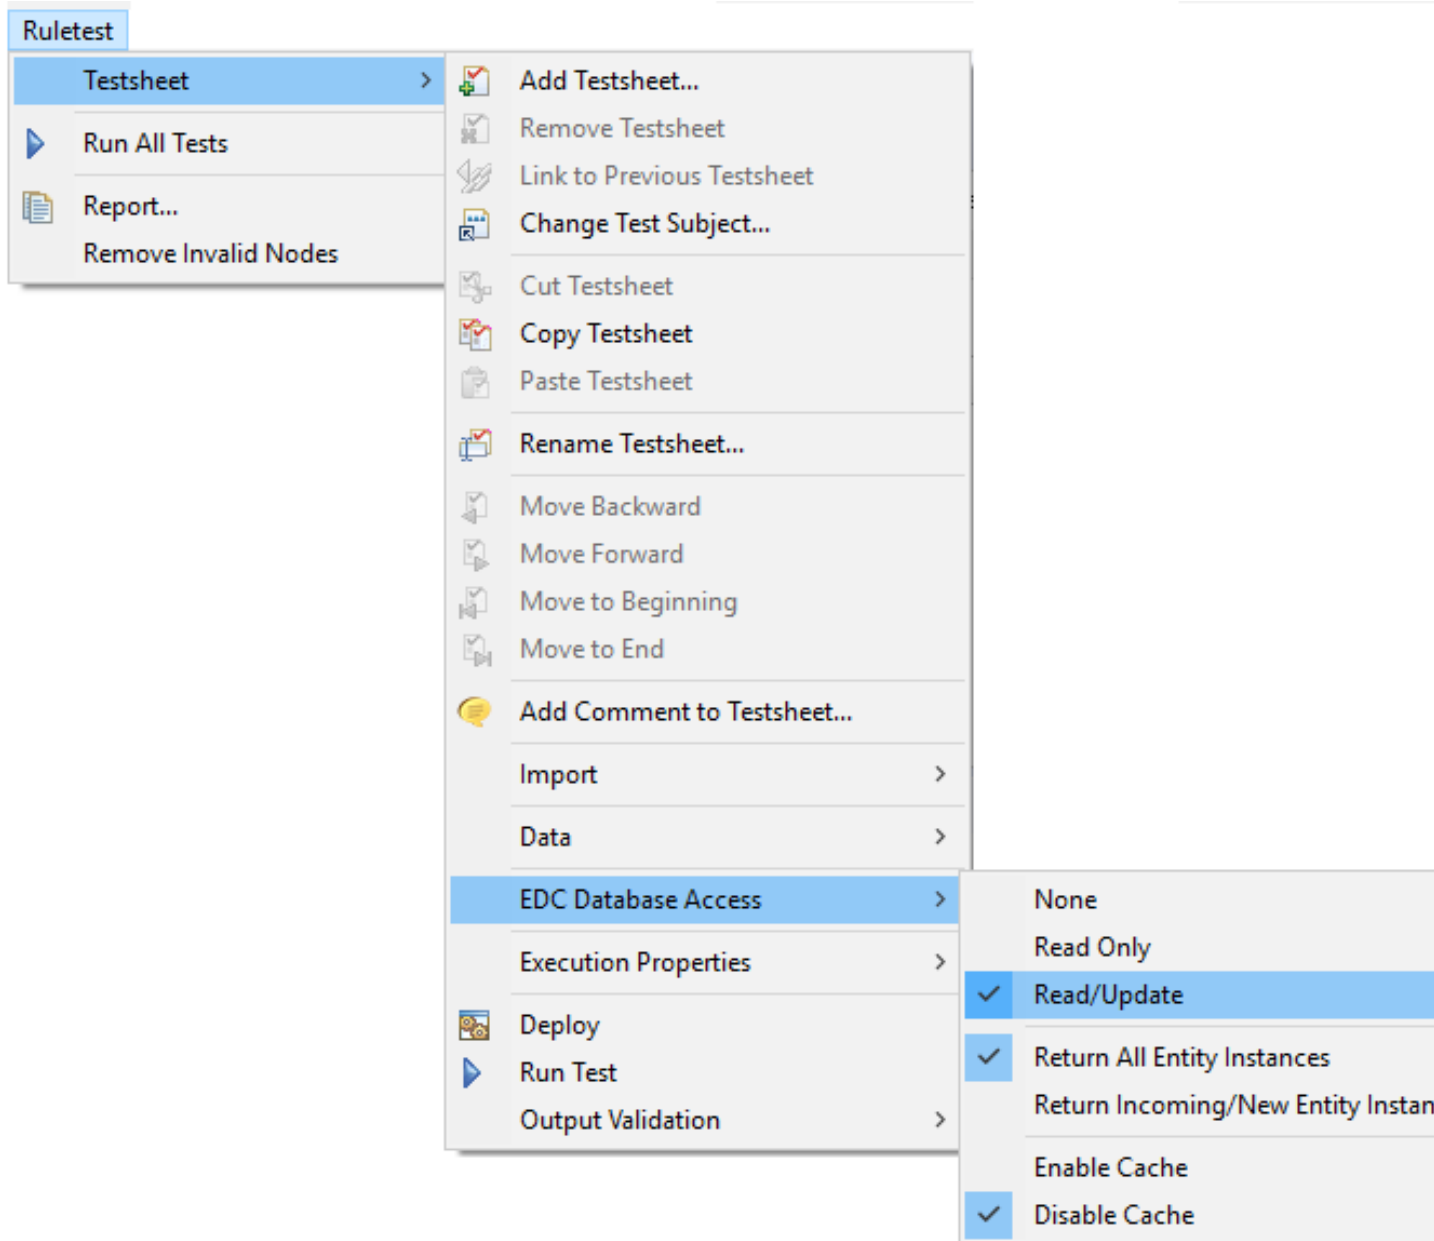 Ruletest
Testsheet
Run All Tests
Report...
Remove Invalid Nodes
Add Testsheet...
Remove Testsheet
Link to Previous Testsheet
Change Test Subject...
Cut Testsheet
Copy Testsheet
Paste Testsheet
Rename Testsheet...
Move Backward
Move Forward
Move to Beginning
Move to End
Add Comment to Testsheet...
Import
Data
EDC Database Access
Execution Properties
Deploy
Run Test
Output Validation
None
Read Only
Read/Update
Return All Entity Instances
Return Incoming/New Entity
Enable Cache
Disable Cache